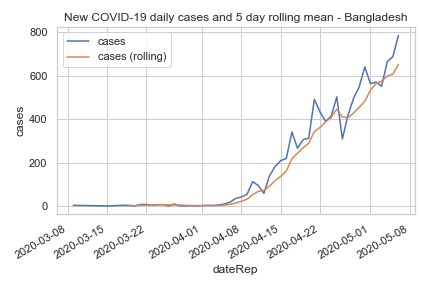 New COVID-19 daily cases and 5 day rolling mean - Bangladesh
800
600
400
200
0
cases
cases
cases (rolling)
2020-03-08
2020-03-15
2020-03-22
2020-04-01
2020-04-08
2020-04-15
2020-04-22
2020-05-01
2020-05-08
dateRep